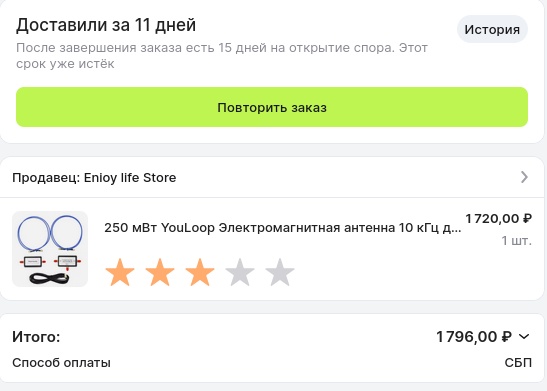 Доставили за 11 дней
История
После завершения заказа есть 15 дней на открытие спора. Этот
срок уже истёк
Повторить заказ
Продавец: Enjoy life Store
250 мВт YouLoop Электромагнитная антенна 10 кГц д...
1 720,00 ₽
1 шт.
Итого:
1 796,00 ₽
Способ оплаты
СБП